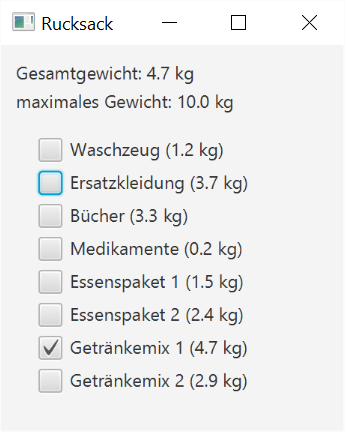 Rucksack
Gesamtgewicht: 4.7 kg
maximales Gewicht: 10.0 kg
Waschzeug (1.2 kg)
Ersatzkleidung (3.7 kg)
Bücher (3.3 kg)
Medikamente (0.2 kg)
Essenspaket 1 (1.5 kg)
Essenspaket 2 (2.4 kg)
Getränkemix 1 (4.7 kg)
Getränkemix 2 (2.9 kg)